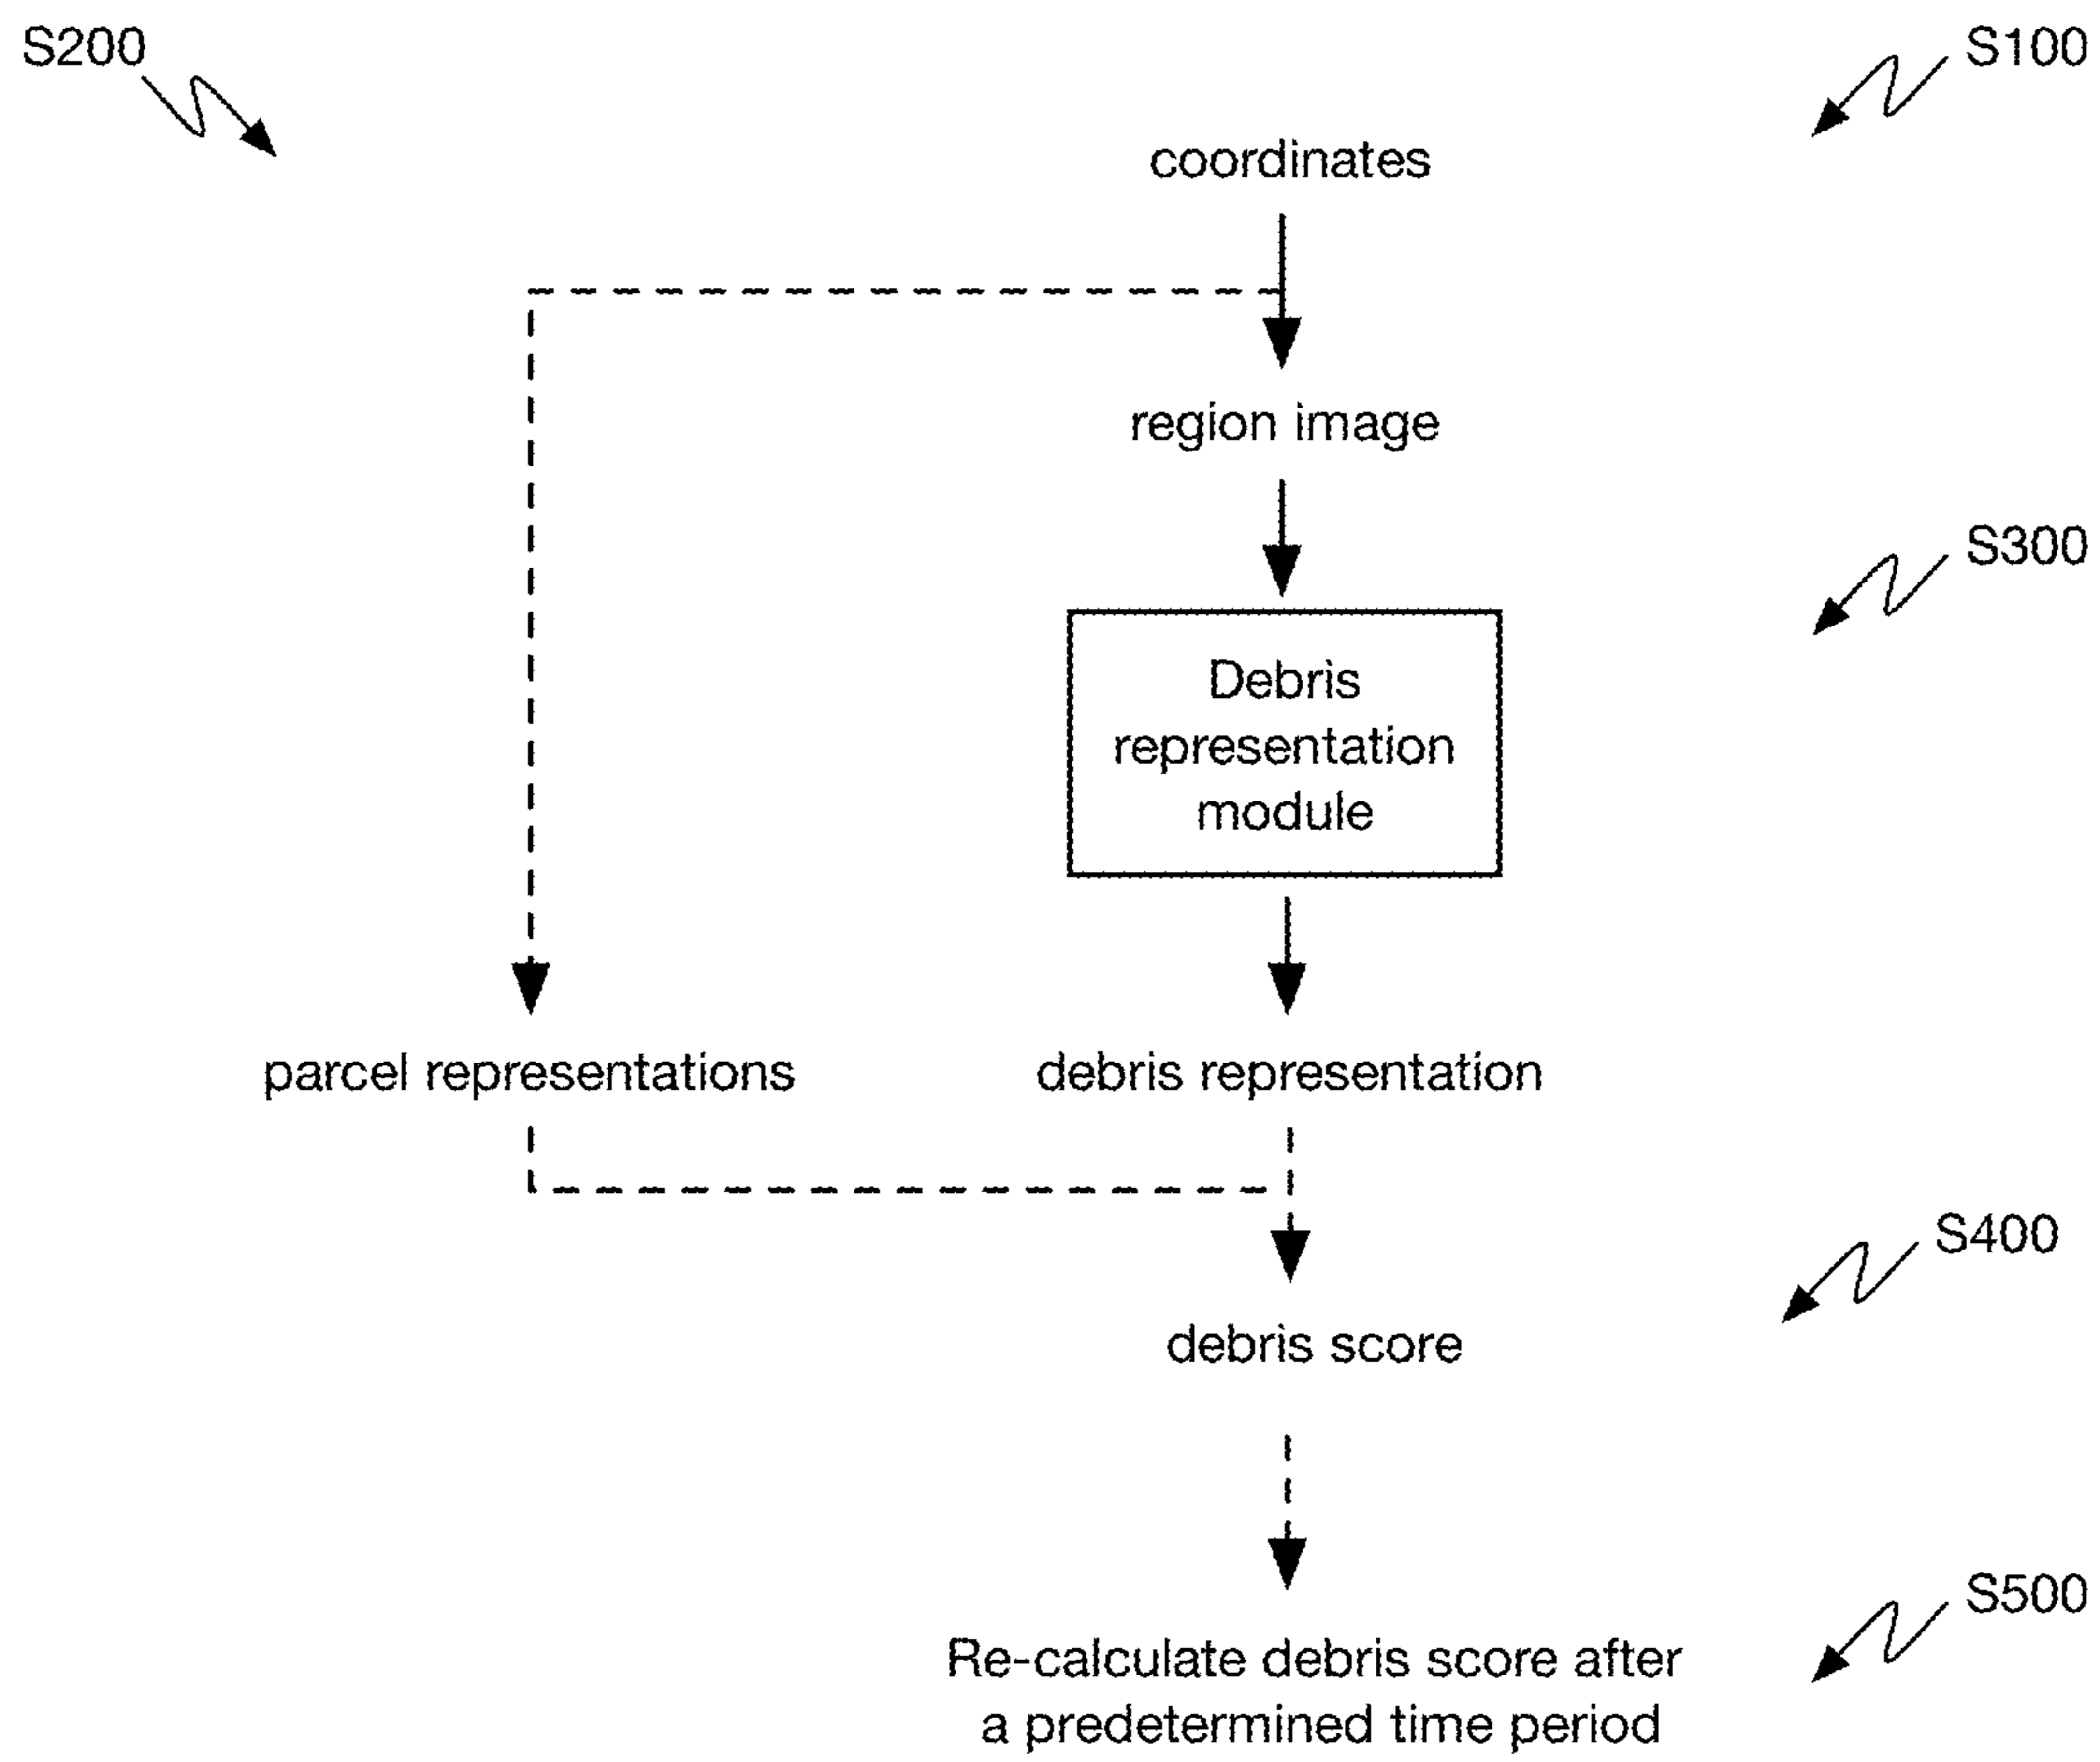 S200
S100
coordinates
region image
S300
Debris
representation
module
parcel representations
debris representation
S400
debris score
S500
Re-calculate debris score after
a predetermined time period